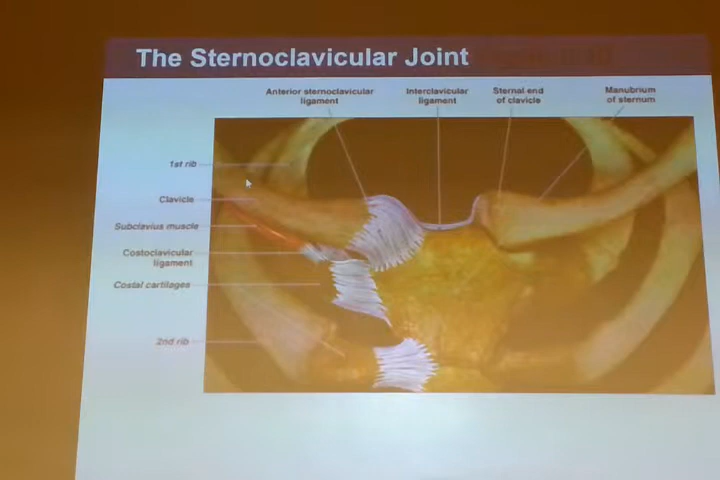 The Sternoclavicular Joint
Anterior sternoclavicular
ligament
Interclavicular
ligament
Sternal end
of clavicle
Manubrium
of sternum
1st rib
Clavicle
Subclavius muscle
Costoclavicular
ligament
Costal cartilages
2nd rib